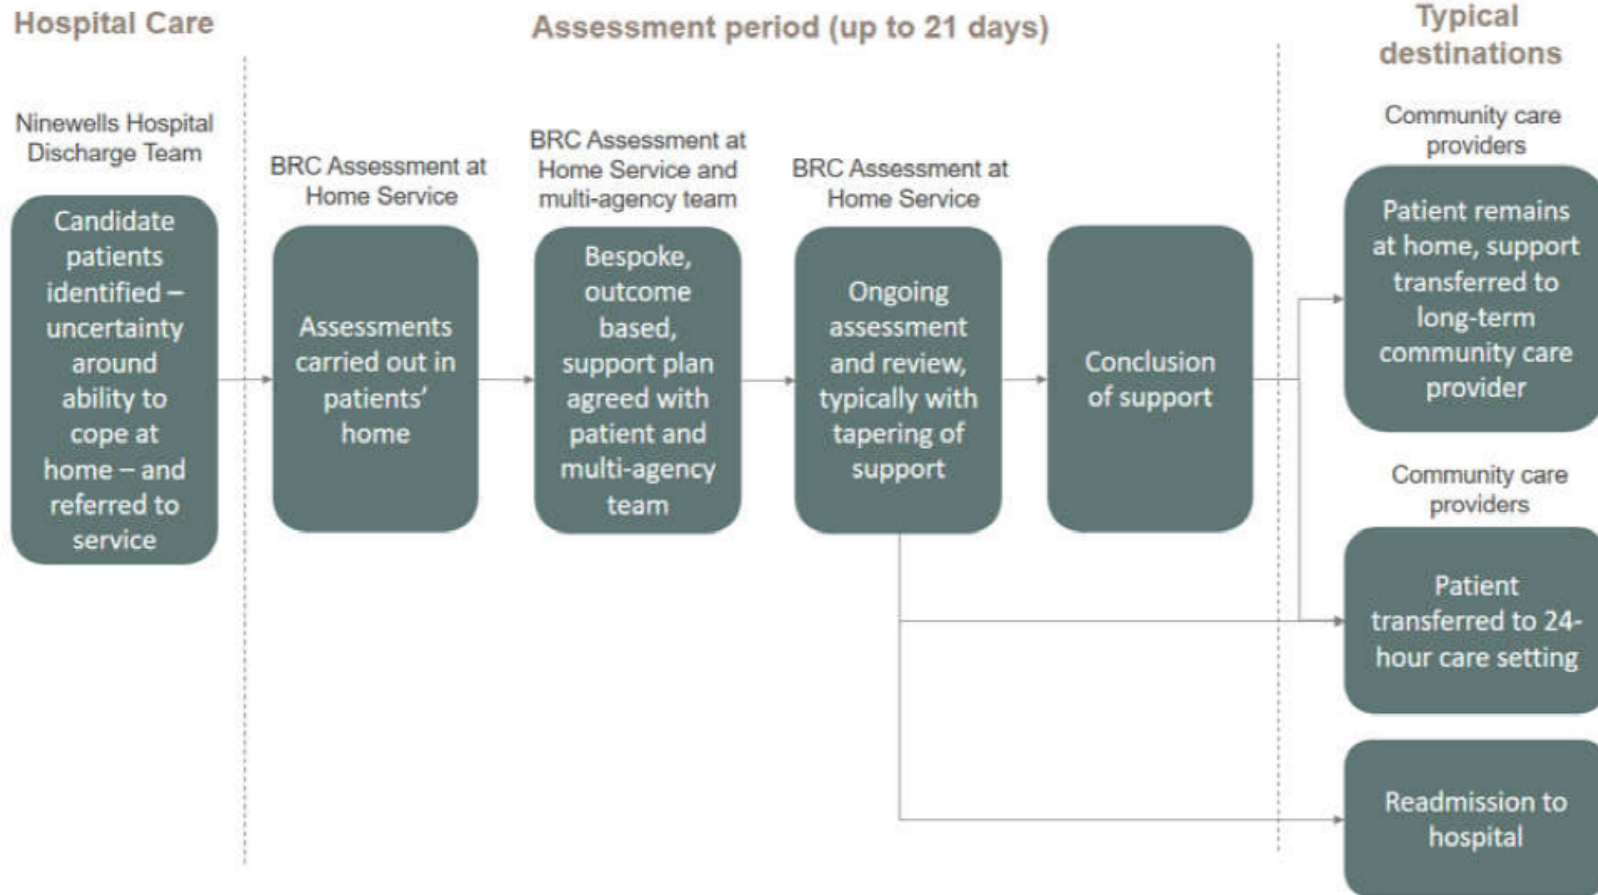 Hospital Care
Assessment period (up to 21 days)
Typical
destinations
Ninewells Hospital
Discharge Team
Candidate
patients
identified –
uncertainty
around
ability to
cope at
home – and
referred to
service
BRC Assessment at
Home Service
Assessments
carried out in
patients’
home
BRC Assessment at
Home Service and
multi-agency team
Bespoke,
outcome
based,
support plan
agreed with
patient and
multi-agency
team
BRC Assessment at
Home Service
Ongoing
assessment
and review,
typically with
tapering of
support
Conclusion
of support
Community care
providers
Patient remains
at home, support
transferred to
long-term
community care
provider
Community care
providers
Patient
transferred to 24-
hour care setting
Readmission to
hospital